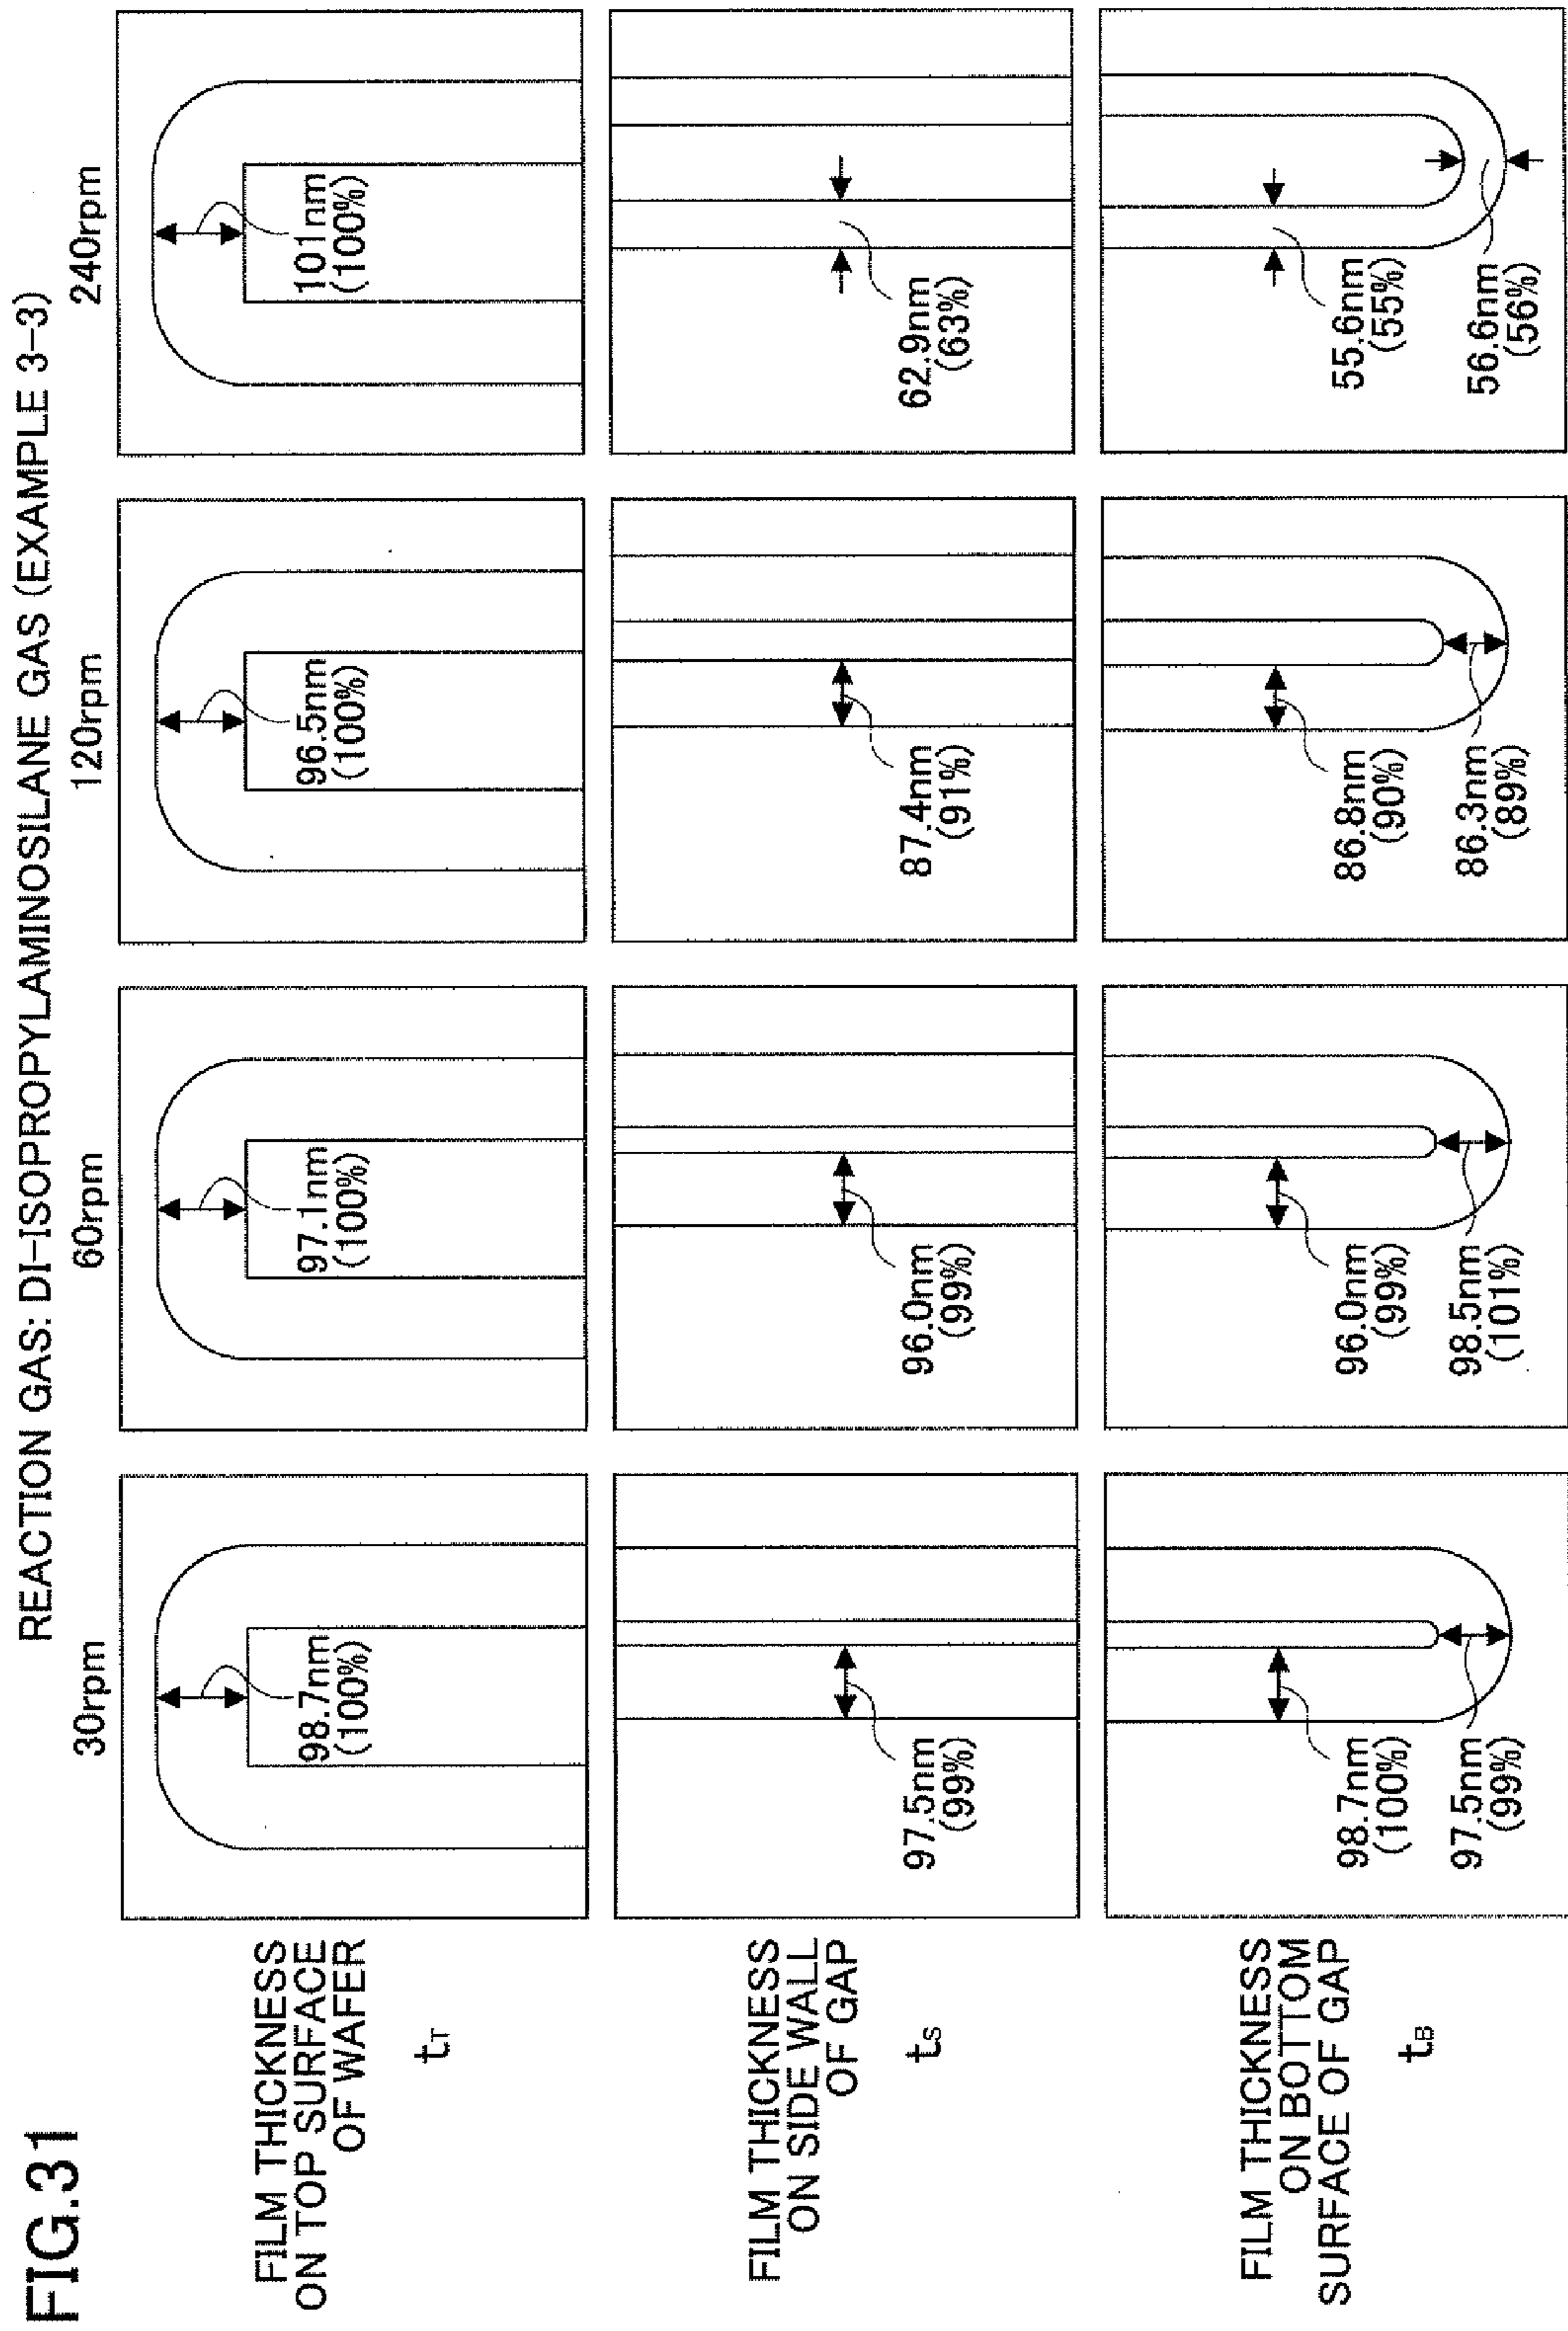 FIG.31
REACTION GAS: DI-ISOPROPYLAMINOSILANE GAS (EXAMPLE 3-3)
30rpm
60rpm
120rpm
240rpm
FILM THICKNESS
ON TOP SURFACE
OF WAFER
tT
98.7nm
(100%)
97.1nm
(100%)
96.5nm
(100%)
101nm
(100%)
FILM THICKNESS
ON SIDE WALL
OF GAP
tS
97.5nm
(99%)
96.0nm
(99%)
87.4nm
(91%)
62.9nm
(63%)
FILM THICKNESS
ON BOTTOM
SURFACE OF GAP
tB
98.7nm
(100%)
97.5nm
(99%)
96.0nm
(99%)
98.5nm
(101%)
86.8nm
(90%)
86.3nm
(89%)
55.6nm
(55%)
56.6nm
(56%)